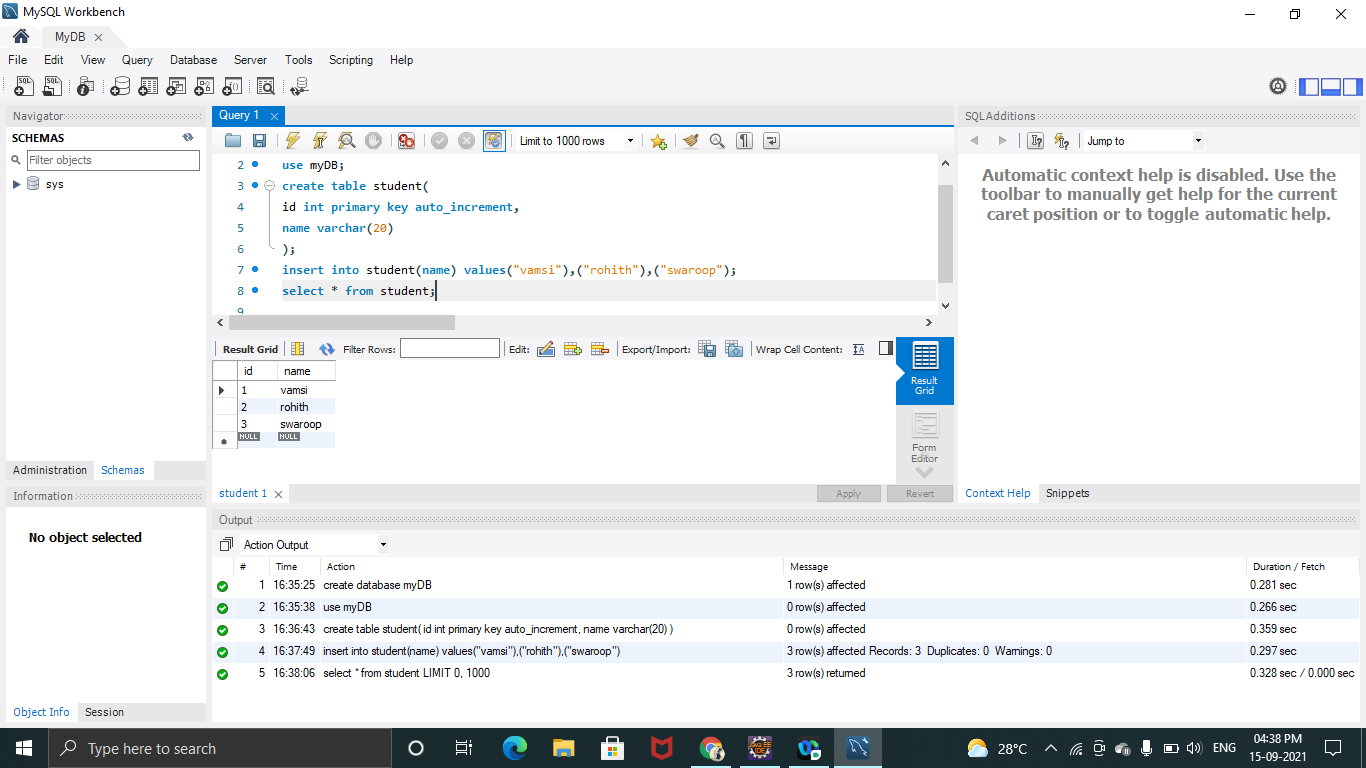 MySQL Workbench
MyDB
File Edit View Query Database Server Tools Scripting Help
Navigator
SCHEMAS
Filter objects
sys
Administration Schemas
Information
No object selected
Object Info Session
Query 1
Limit to 1000 rows
2 use myDB;
3 create table student(
4 id int primary key auto_increment,
5 name varchar(20)
6 );
7 insert into student(name) values("vamsi"),("rohith"),("swaroop");
8 select * from student;
9
Result Grid Filter Rows: Edit: Export/Import: Wrap Cell Content:
id name
1 vamsi
2 rohith
3 swaroop
NULL NULL
Result
Grid
Form
Editor
student 1
Apply Revert
SQLAdditions
Jump to
Automatic context help is disabled. Use the
toolbar to manually get help for the current
caret position or to toggle automatic help.
Context Help Snippets
Output
Action Output
# Time Action Message Duration / Fetch
1 16:35:25 create database myDB 1 row(s) affected 0.281 sec
2 16:35:38 use myDB 0 row(s) affected 0.266 sec
3 16:36:43 create table student( id int primary key auto_increment, name varchar(20) ) 0 row(s) affected 0.359 sec
4 16:37:49 insert into student(name) values("vamsi"),("rohith"),("swaroop") 3 row(s) affected Records: 3 Duplicates: 0 Warnings: 0 0.297 sec
5 16:38:06 select * from student LIMIT 0, 1000 3 row(s) returned 0.328 sec / 0.000 sec
Type here to search
28°C
ENG
04:38 PM
15-09-2021